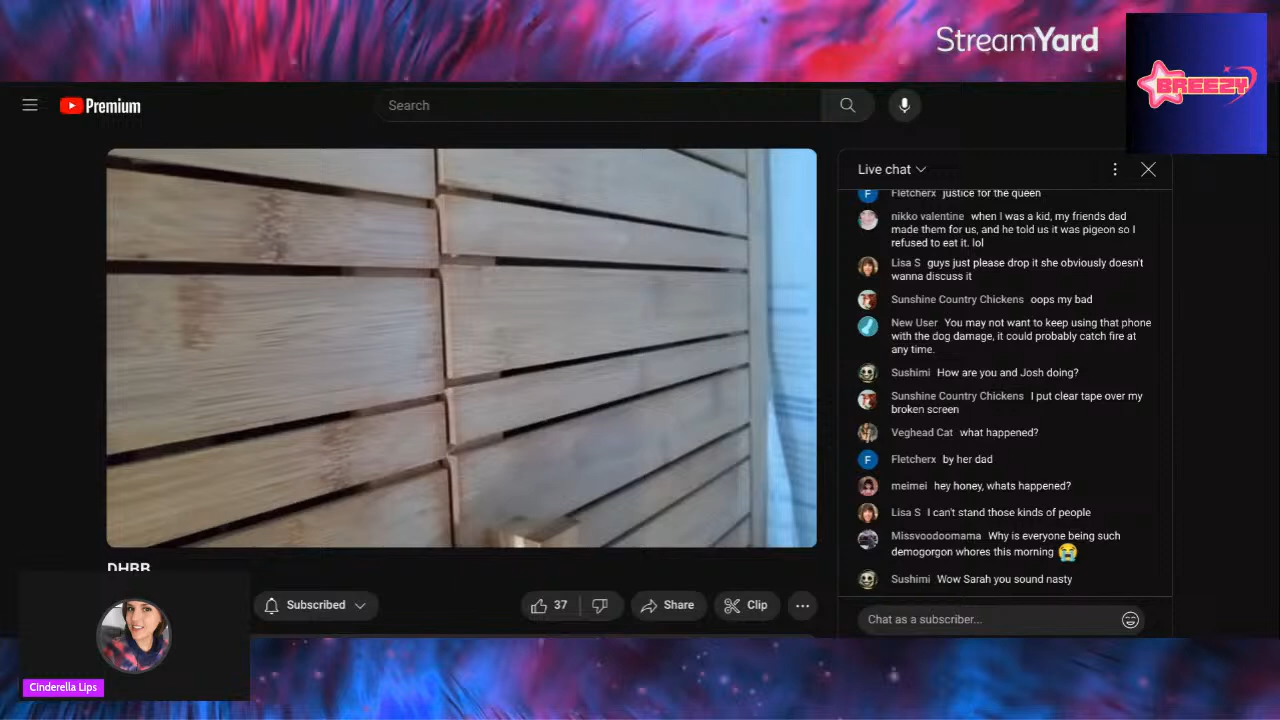 StreamYard
BREEZY
Premium
Search
Live chat
F Fletcherx justice for the queen
nikko valentine when I was a kid, my friends dad
made them for us, and he told us it was pigeon so I
refused to eat it. lol
Lisa S guys just please drop it she obviously doesn't
wanna discuss it
Sunshine Country Chickens oops my bad
New User You may not want to keep using that phone
with the dog damage, it could probably catch fire at
any time.
Sushimi How are you and Josh doing?
Sunshine Country Chickens I put clear tape over my
broken screen
Veghead Cat what happened?
F Fletcherx by her dad
meimei hey honey, whats happened?
Lisa S I can't stand those kinds of people
Missvoodoomama Why is everyone being such
demogorgon whores this morning
Sushimi Wow Sarah you sound nasty
Chat as a subscriber...
Subscribed
37
Share
Clip
Cinderella Lips